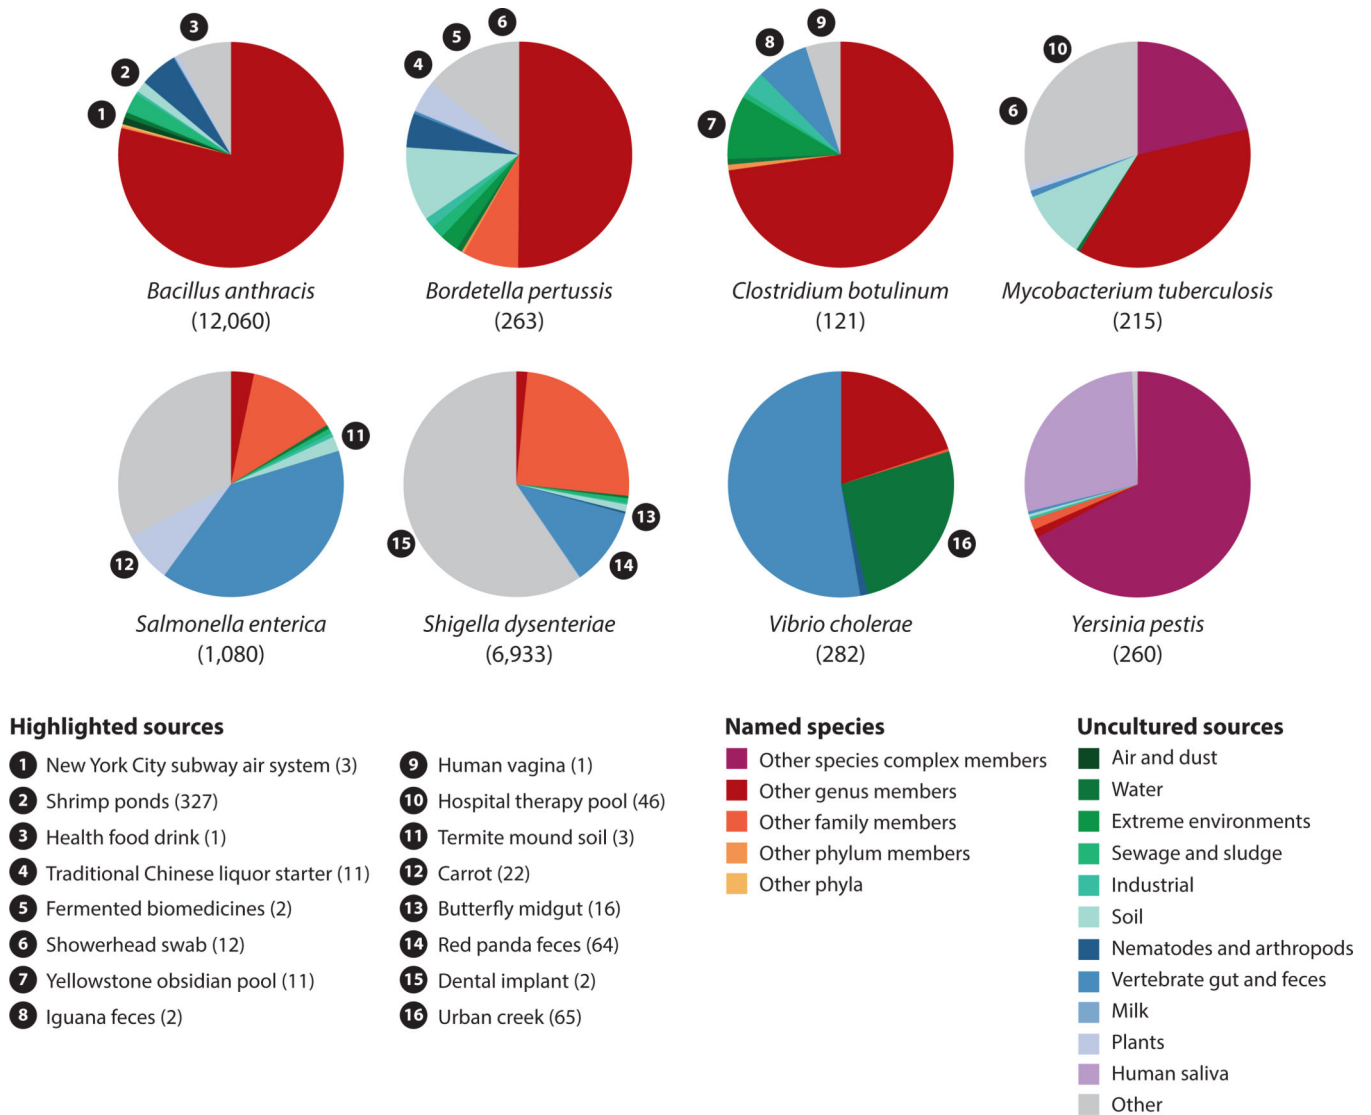 1
2
3
4
5
6
7
8
9
10
6
Bacillus anthracis
(12,060)
Bordetella pertussis
(263)
Clostridium botulinum
(121)
Mycobacterium tuberculosis
(215)
11
12
13
14
15
16
Salmonella enterica
(1,080)
Shigella dysenteriae
(6,933)
Vibrio cholerae
(282)
Yersinia pestis
(260)
Highlighted sources
1 New York City subway air system (3)
2 Shrimp ponds (327)
3 Health food drink (1)
4 Traditional Chinese liquor starter (11)
5 Fermented biomedicines (2)
6 Showerhead swab (12)
7 Yellowstone obsidian pool (11)
8 Iguana feces (2)
9 Human vagina (1)
10 Hospital therapy pool (46)
11 Termite mound soil (3)
12 Carrot (22)
13 Butterfly midgut (16)
14 Red panda feces (64)
15 Dental implant (2)
16 Urban creek (65)
Named species
Other species complex members
Other genus members
Other family members
Other phylum members
Other phyla
Uncultured sources
Air and dust
Water
Extreme environments
Sewage and sludge
Industrial
Soil
Nematodes and arthropods
Vertebrate gut and feces
Milk
Plants
Human saliva
Other